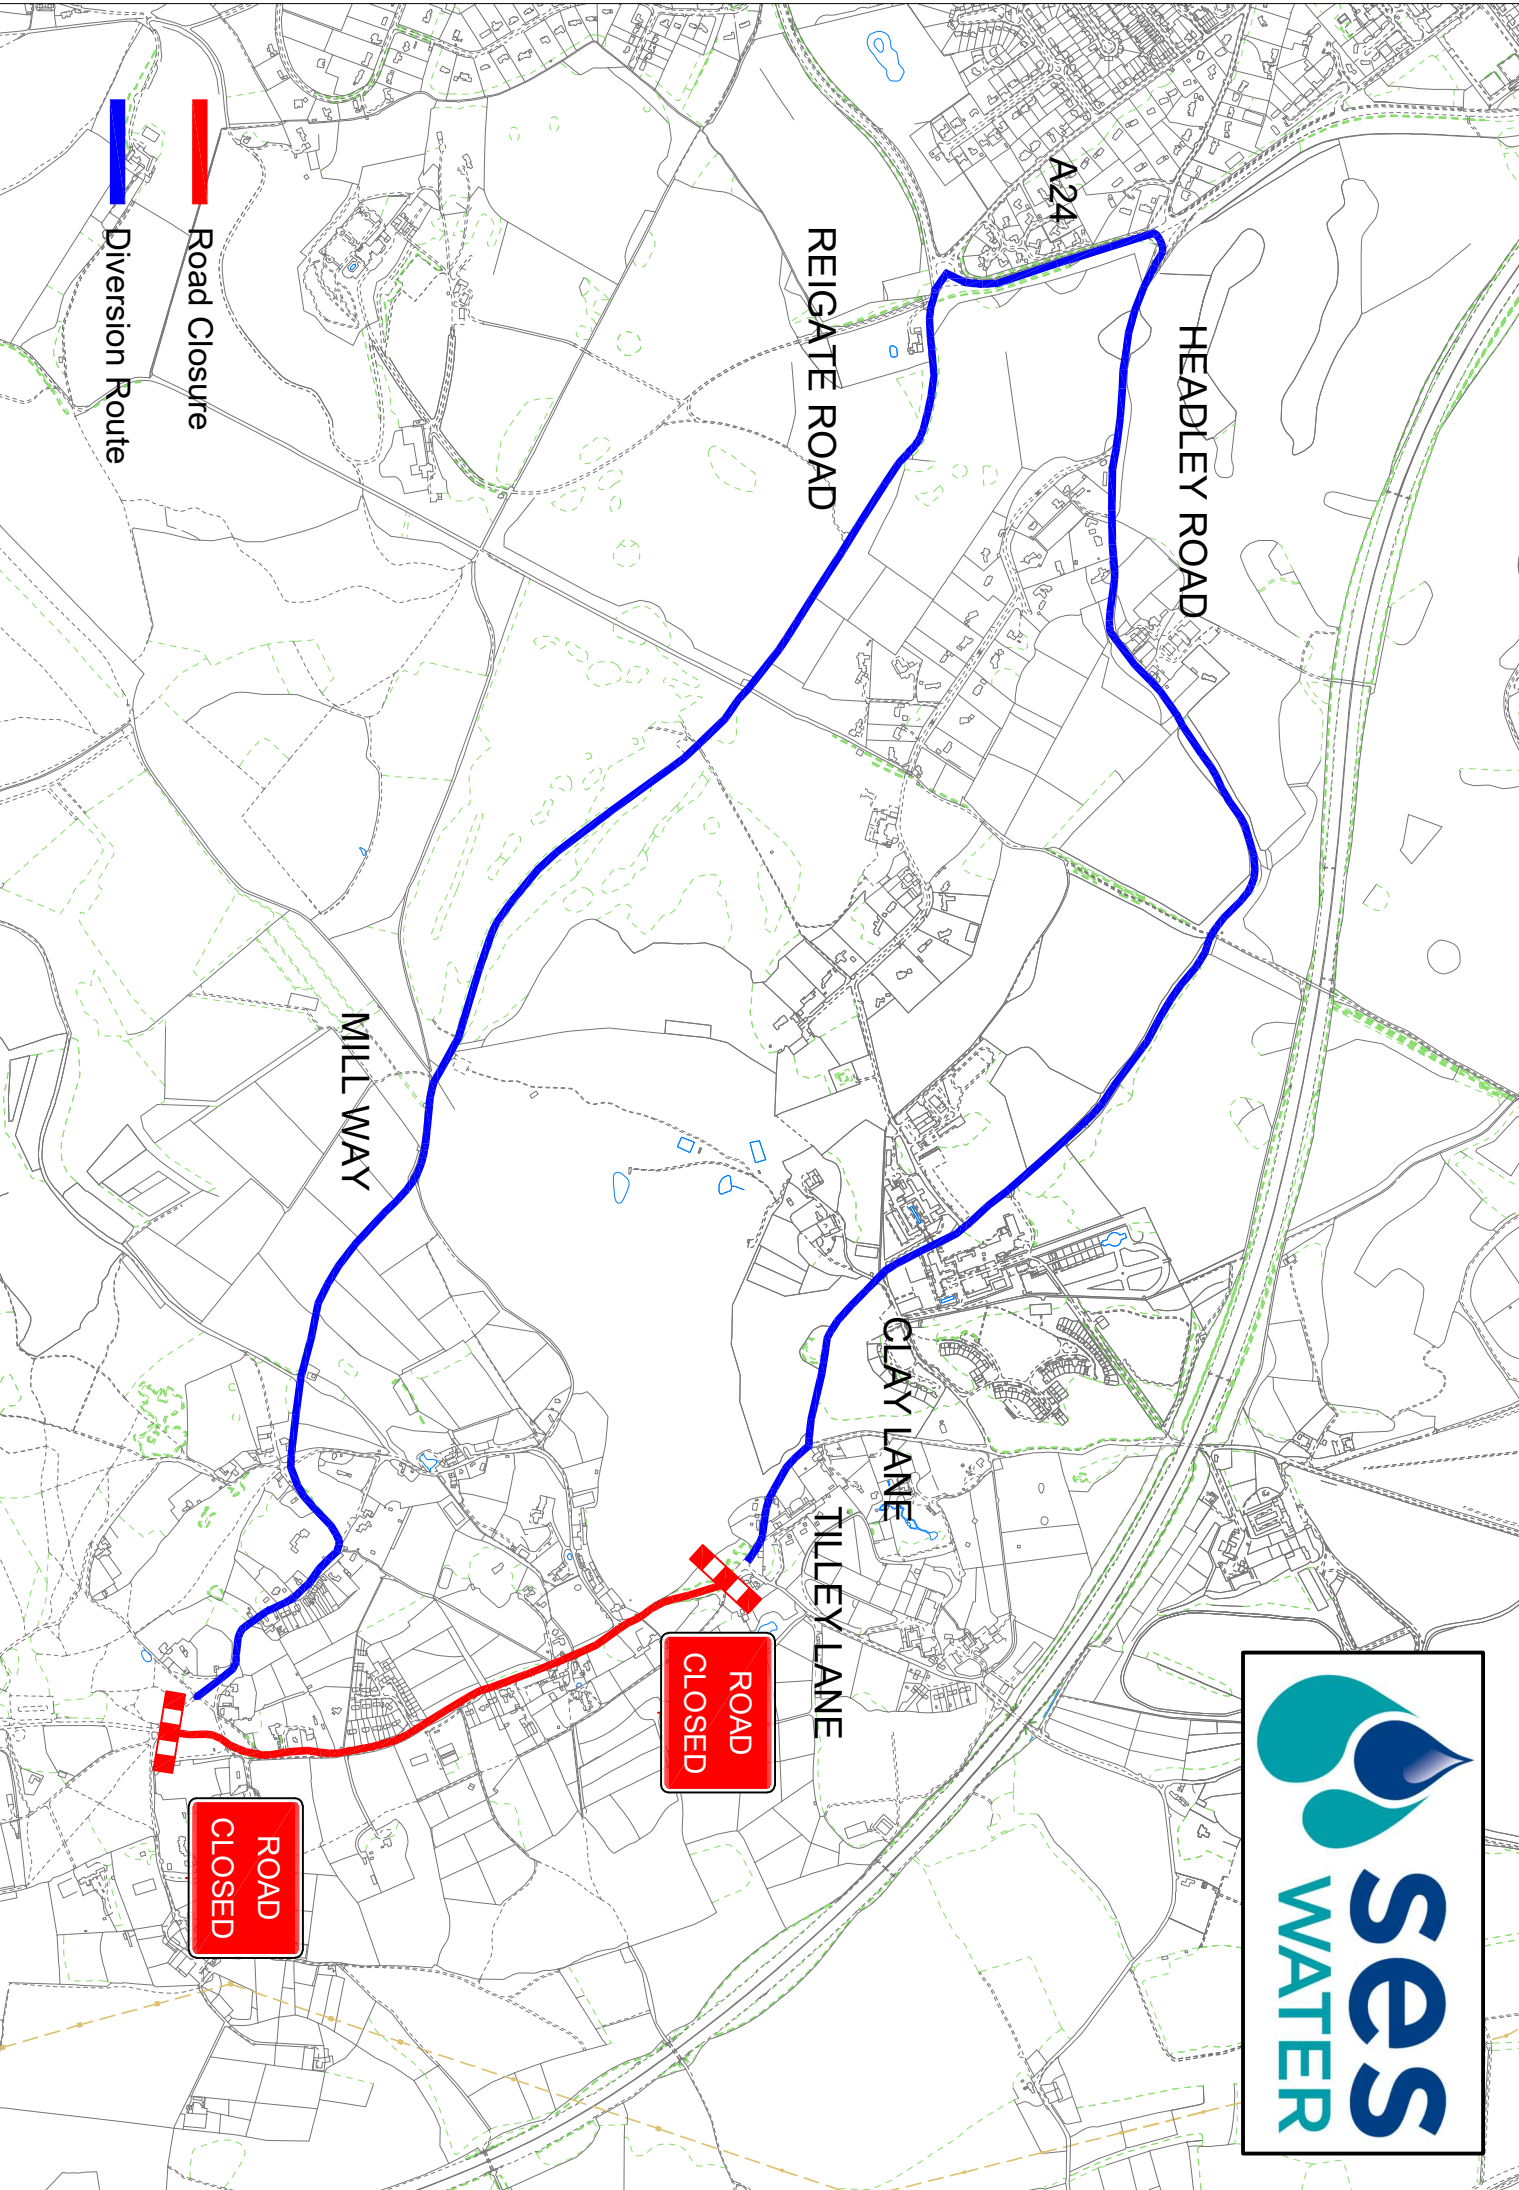 ses
WATER
HEADLEY ROAD
A24
REIGATE ROAD
CLAY LANE
TILLEY LANE
ROAD
CLOSED
MILL WAY
ROAD
CLOSED
Road Closure
Diversion Route